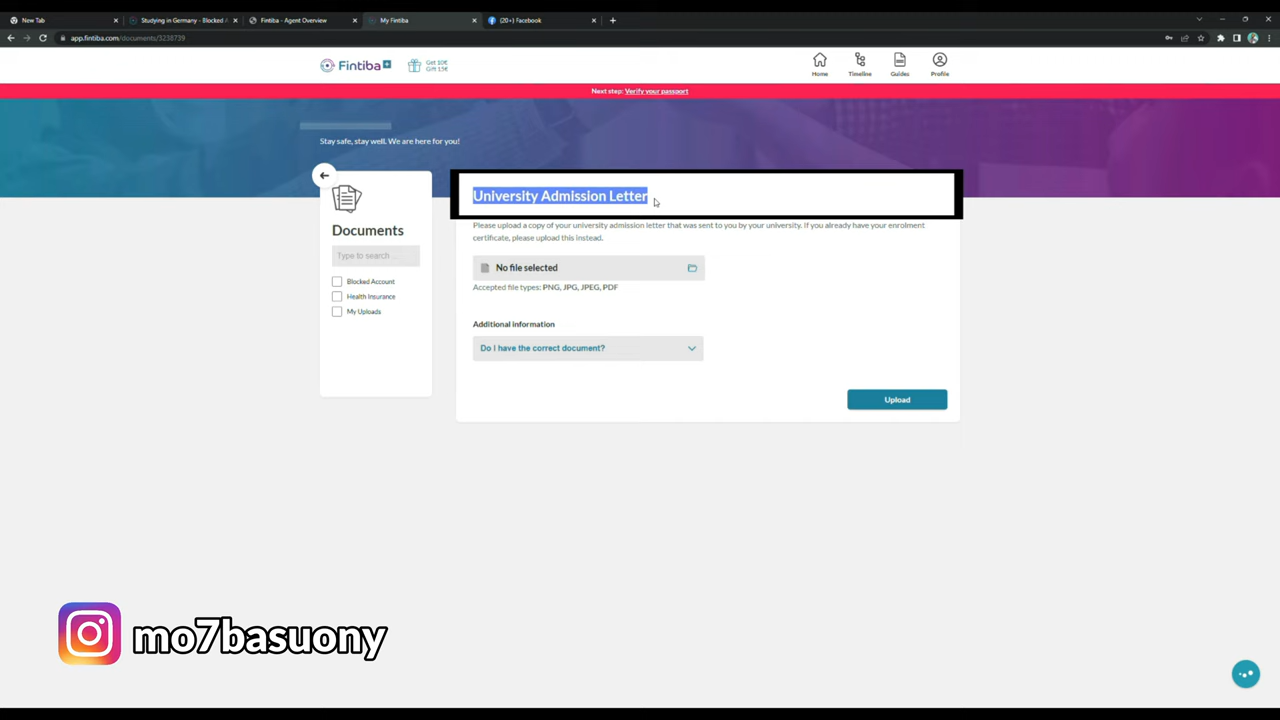 New Tab
Studying in Germany - Blocked A
Fintiba - Agent Overview
My Fintiba
(20+) Facebook
app.fintiba.com/documents/3238739
Fintiba
Get 10€
Gift 15€
Home
Timeline
Guides
Profile
Next step: Verify your passport
Stay safe, stay well. We are here for you!
Documents
Type to search ...
Blocked Account
Health Insurance
My Uploads
University Admission Letter
Please upload a copy of your university admission letter that was sent to you by your university. If you already have your enrolment
certificate, please upload this instead.
No file selected
Accepted file types: PNG, JPG, JPEG, PDF
Additional information
Do I have the correct document?
Upload
mo7basuony